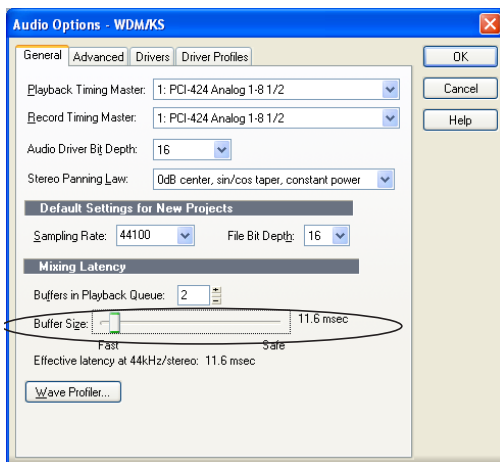 Audio Options - WDM/KS
General Advanced Drivers Driver Profiles
OK
Cancel
Help
Playback Timing Master: 1: PCI-424 Analog 1-8 1/2
Record Timing Master: 1: PCI-424 Analog 1-8 1/2
Audio Driver Bit Depth: 16
Stereo Panning Law: 0dB center, sin/cos taper, constant power
Default Settings for New Projects
Sampling Rate: 44100 File Bit Depth: 16
Mixing Latency
Buffers in Playback Queue: 2
Buffer Size: 11.6 msec
Fast Safe
Effective latency at 44kHz/stereo: 11.6 msec
Wave Profiler...